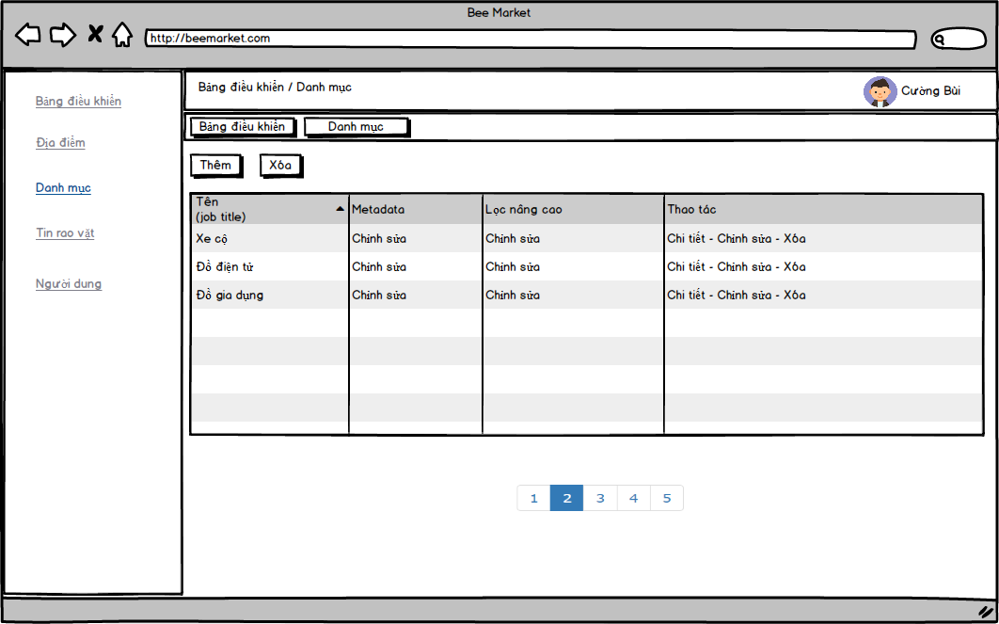 Bee Market
http://beemarket.com
Bảng điều khiển / Danh mục
Cường Bùi
Bảng điều khiển
Địa điểm
Danh mục
Tin rao vặt
Người dung
Bảng điều khiển Danh mục
Thêm Xóa
Tên
(job title) Metadata Lọc nâng cao Thao tác
Xe cộ Chỉnh sửa Chỉnh sửa Chi tiết - Chỉnh sửa - Xóa
Đồ điện tử Chỉnh sửa Chỉnh sửa Chi tiết - Chỉnh sửa - Xóa
Đồ gia dụng Chỉnh sửa Chỉnh sửa Chi tiết - Chỉnh sửa - Xóa
1 2 3 4 5